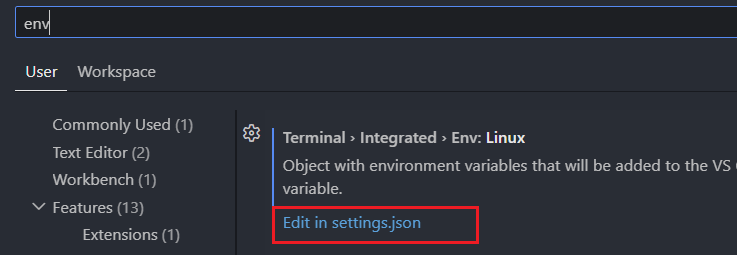 env
User Workspace
Commonly Used (1)
Text Editor (2)
Workbench (1)
Features (13)
Extensions (1)
Terminal › Integrated › Env: Linux
Object with environment variables that will be added to the VS
variable.
Edit in settings.json